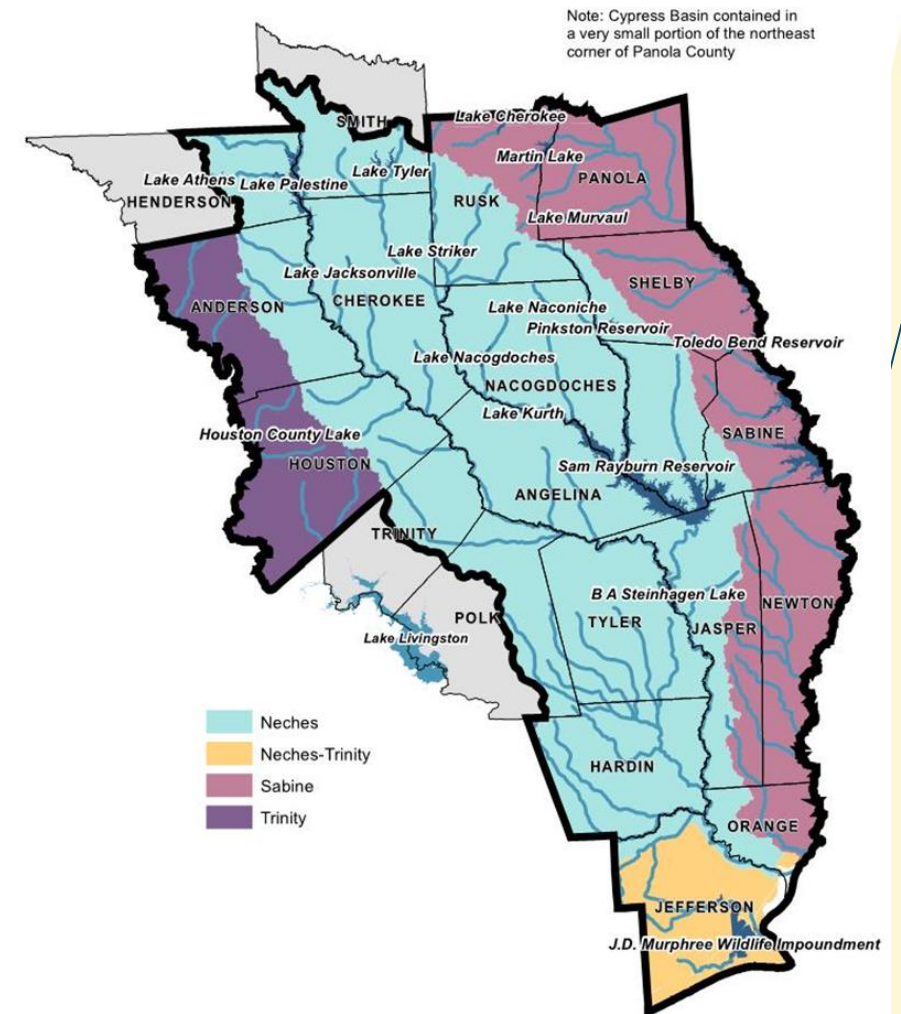 Note: Cypress Basin contained in
a very small portion of the northeast
corner of Panola County
SMITH
Lake Cherokee
Martin Lake
Lake Tyler
Lake Athens
Lake Palestine
PANOLA
HENDERSON
RUSK
Lake Murvaul
Lake Striker
Lake Jacksonville
SHELBY
ANDERSON
CHEROKEE
Lake Naconiche
Pinkston Reservoir
Toledo Bend Reservoir
Lake Nacogdoches
NACOGDOCHES
Lake Kurth
Houston County Lake
SABINE
HOUSTON
Sam Rayburn Reservoir
ANGELINA
TRINITY
B A Steinhagen Lake
NEWTON
POLK
TYLER
JASPER
Lake Livingston
Neches
Neches-Trinity
Sabine
Trinity
HARDIN
ORANGE
JEFFERSON
J.D. Murphree Wildlife Impoundment